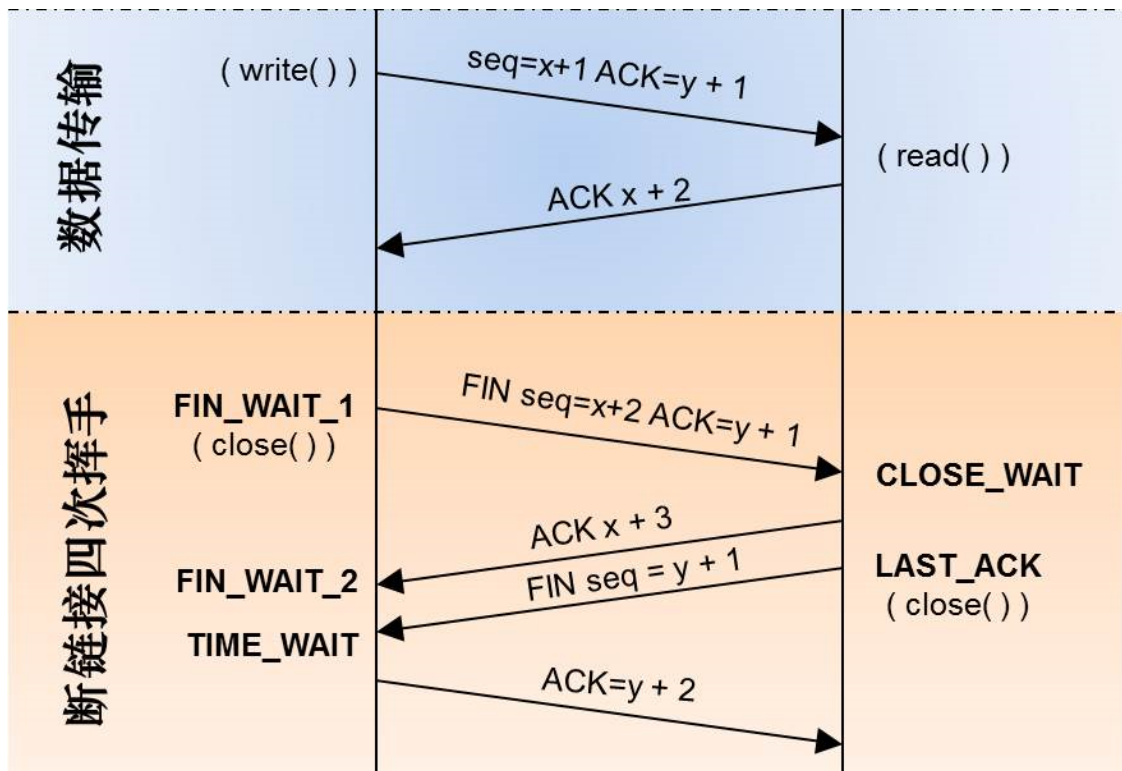 数据传输
( write( ) )
seq=x+1 ACK=y + 1
( read( ) )
ACK x + 2
断链接四次挥手
FIN_WAIT_1
( close( ) )
FIN seq=x+2 ACK=y + 1
CLOSE_WAIT
ACK x + 3
FIN_WAIT_2
FIN seq = y + 1
LAST_ACK
( close( ) )
TIME_WAIT
ACK=y + 2